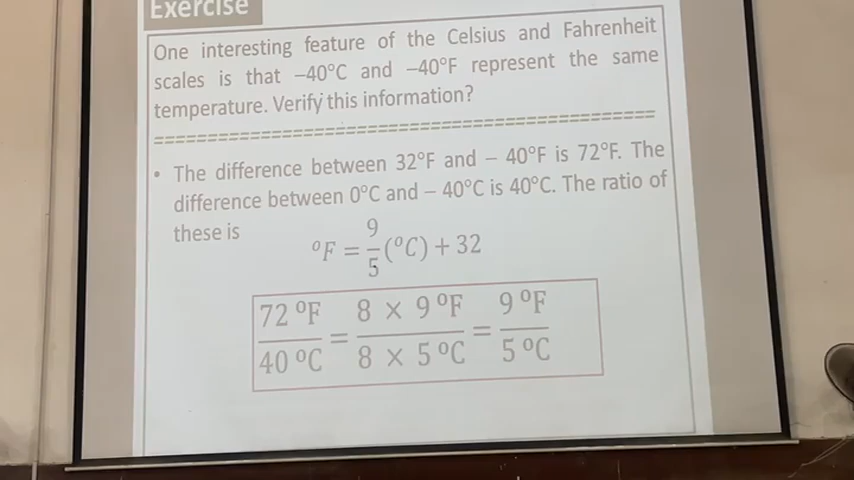 Exercise
One interesting feature of the Celsius and Fahrenheit
scales is that –40°C and –40°F represent the same
temperature. Verify this information?
================================================
• The difference between 32°F and – 40°F is 72°F. The
difference between 0°C and – 40°C is 40°C. The ratio of
these is
°F = 9/5 (°C) + 32
72 °F / 40 °C = 8 × 9 °F / 8 × 5 °C = 9 °F / 5 °C